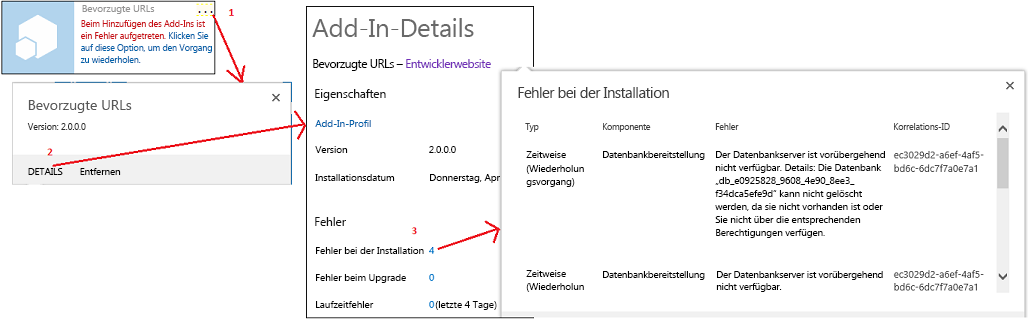 Bevorzugte URLs
...
1
Beim Hinzufügen des Add-Ins ist
ein Fehler aufgetreten. Klicken Sie
auf diese Option, um den Vorgang
zu wiederholen.
Bevorzugte URLs
Version: 2.0.0.0
2
DETAILS Entfernen
Add-In-Details
Bevorzugte URLs – Entwicklerwebsite
Eigenschaften
Add-In-Profil
Version 2.0.0.0
Installationsdatum Donnerstag, Apr
Fehler
3
Fehler bei der Installation 4
Fehler beim Upgrade 0
Laufzeitfehler 0 (letzte 4 Tage)
Fehler bei der Installation
Typ Komponente Fehler Korrelations-ID
Zeitweise
(Wiederholu
ngsvorgang)
Datenbankbereitstellung
Der Datenbankserver ist vorübergehend
nicht verfügbar. Details: Die Datenbank
„db_e0925828_9608_4e90_8ee3_
f34dca5efe9d“ kann nicht gelöscht
werden, da sie nicht vorhanden ist oder
Sie nicht über die entsprechenden
Berechtigungen verfügen.
ec3029d2-a6ef-4af5-
bd6c-6dc7f7a0e7a1
Zeitweise
(Wiederholun
Datenbankbereitstellung
Der Datenbankserver ist vorübergehend
nicht verfügbar.
ec3029d2-a6ef-4af5-
bd6c-6dc7f7a0e7a1